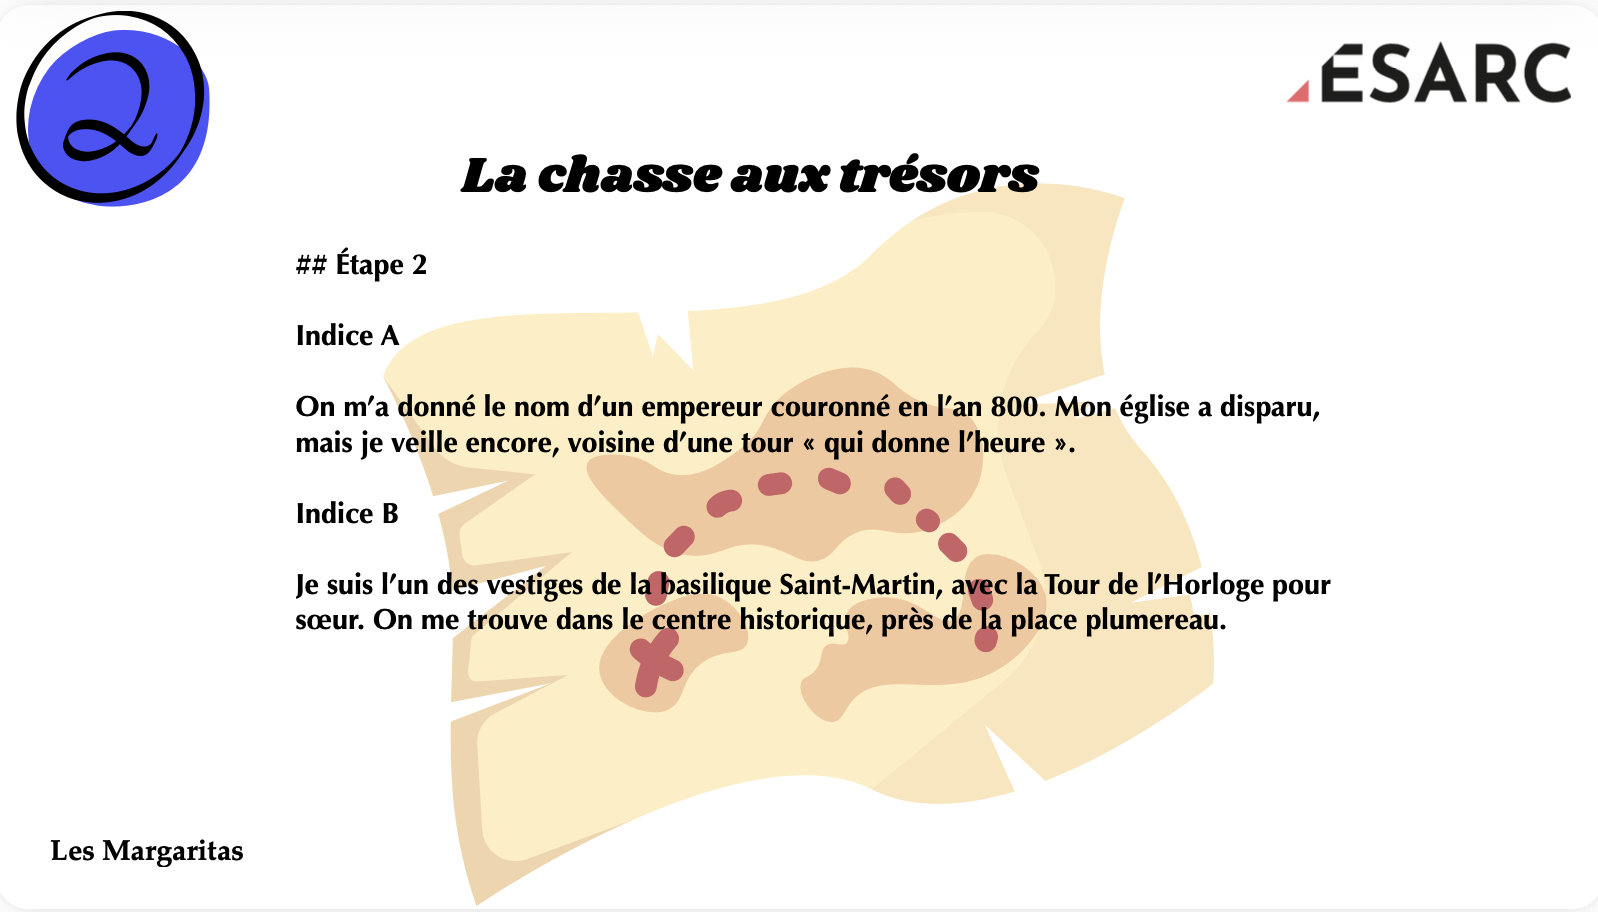 2
ESARC
La chasse aux trésors
## Étape 2
Indice A
On m’a donné le nom d’un empereur couronné en l’an 800. Mon église a disparu,
mais je veille encore, voisine d’une tour « qui donne l’heure ».
Indice B
Je suis l’un des vestiges de la basilique Saint-Martin, avec la Tour de l’Horloge pour
sœur. On me trouve dans le centre historique, près de la place plumereau.
Les Margaritas